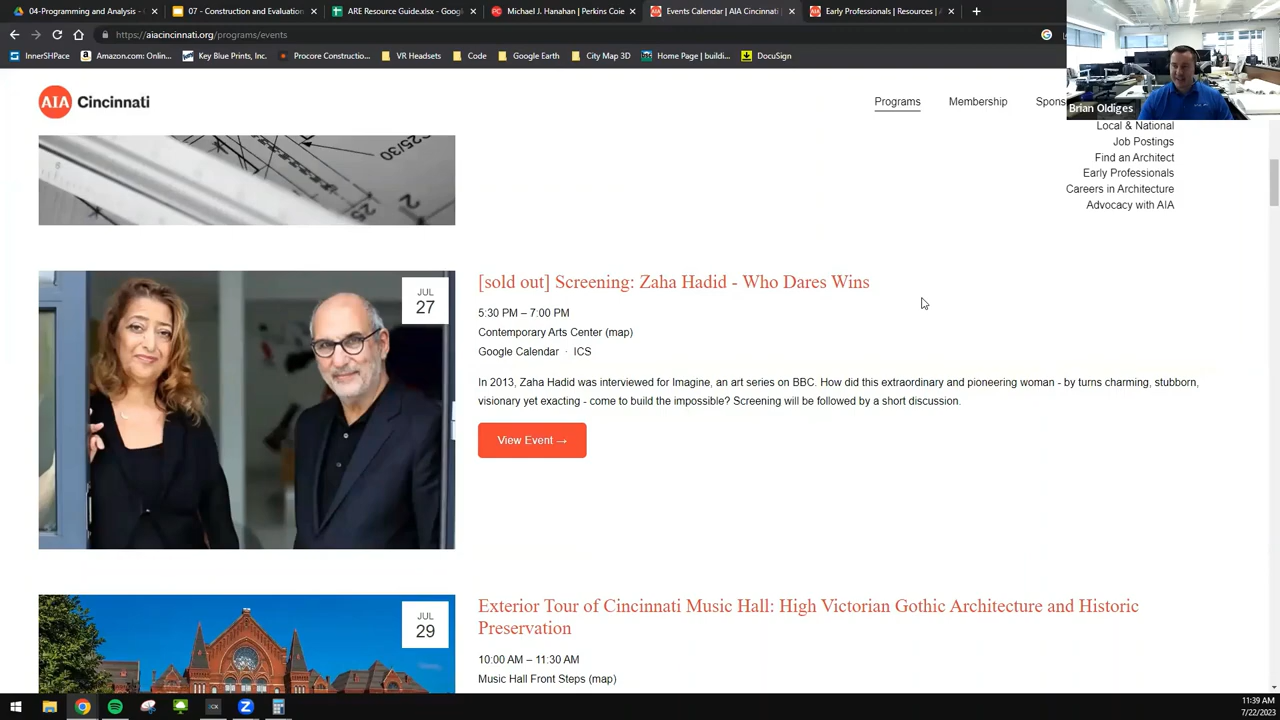 04-Programming & Analysis -
07 - Construction and Evaluation
ARE Resource Guide.xlsx - Googl
Michael J. Hanahan | Perkins Coie
Events Calendar | AIA Cincinnati
Early Professionals | Resources | A
https://aiacincinnati.org/programs/events
InnerSHPace
Amazon.com: Onlin...
Key Blue Prints, Inc.
Procore Constructio...
VR Headsets
Code
Google Earth
City Map 3D
Home Page | buildi...
DocuSign
Brian Oldiges
AIA Cincinnati
Programs
Membership
Spons
Local & National
Job Postings
Find an Architect
Early Professionals
Careers in Architecture
Advocacy with AIA
25/30
25
2
JUL
27
[sold out] Screening: Zaha Hadid - Who Dares Wins
5:30 PM – 7:00 PM
Contemporary Arts Center (map)
Google Calendar · ICS
In 2013, Zaha Hadid was interviewed for Imagine, an art series on BBC. How did this extraordinary and pioneering woman - by turns charming, stubborn,
visionary yet exacting - come to build the impossible? Screening will be followed by a short discussion.
View Event →
JUL
29
Exterior Tour of Cincinnati Music Hall: High Victorian Gothic Architecture and Historic
Preservation
10:00 AM – 11:30 AM
Music Hall Front Steps (map)
11:39 AM
7/22/2023